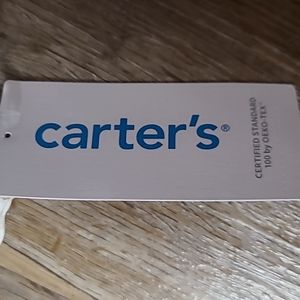 carter's®
CERTIFIED STANDARD
100 by OEKO-TEX®